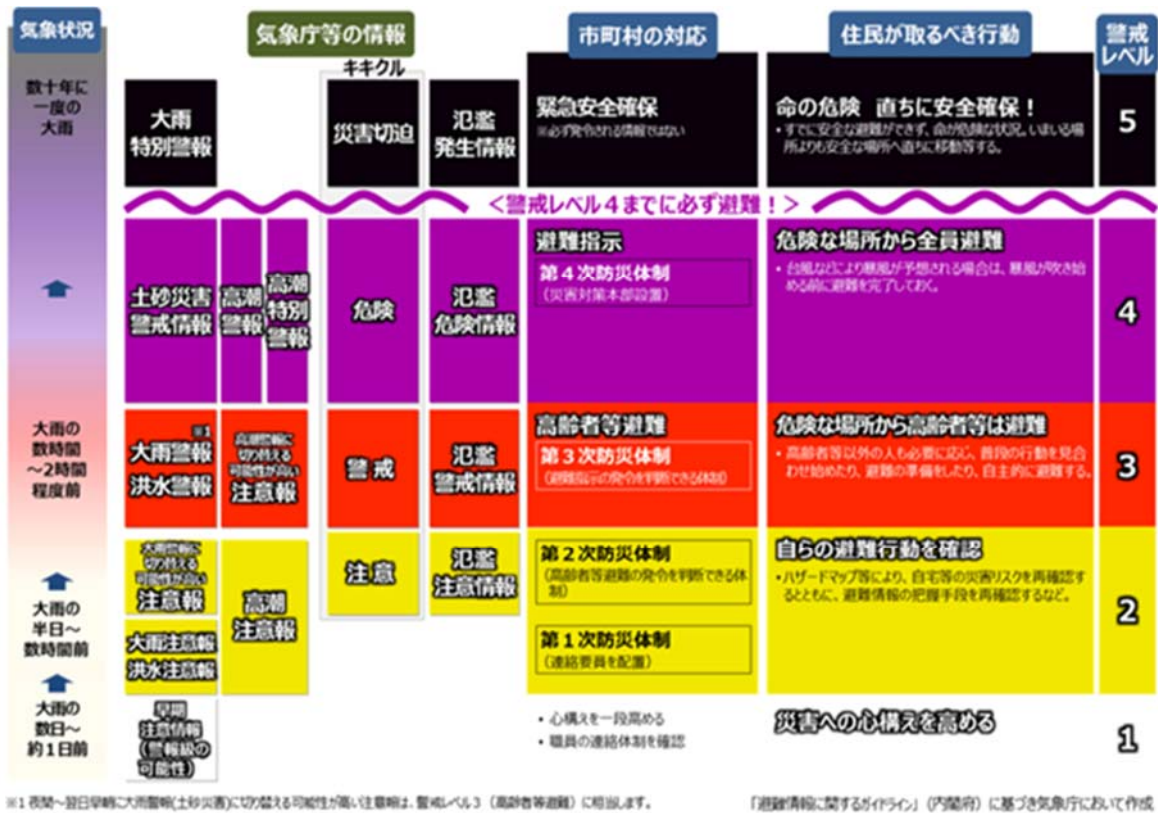 気象状況
気象庁等の情報
市町村の対応
住民が取るべき行動
警戒
レベル
キキクル
数十年に
一度の
大雨
大雨
特別警報
災害切迫
氾濫
発生情報
緊急安全確保
※必ず発令される情報ではない
命の危険 直ちに安全確保！
・すでに安全な避難ができず、命が危険な状況。いまいる場
所よりも安全な場所へ直ちに移動等する。
5
＜警戒レベル４までに必ず避難！＞
土砂災害
警戒情報
高潮
警報
高潮
特別
警報
危険
氾濫
危険情報
避難指示
第４次防災体制
（災害対策本部設置）
危険な場所から全員避難
・台風などにより暴風が予想される場合は、暴風が吹き始
める前に避難を完了しておく。
4
大雨の
数時間
～2時間
程度前
※1
大雨警報
洪水警報
高潮警報に
切り替える
可能性が高い
注意報
警戒
氾濫
警戒情報
高齢者等避難
第３次防災体制
（避難指示の発令を判断できる体制）
危険な場所から高齢者等は避難
・高齢者等以外の人も必要に応じ、普段の行動を見合
わせ始めたり、避難の準備をしたり、自主的に避難する。
3
大雨の
半日～
数時間前
大雨警報に
切り替える
可能性が高い
注意報
大雨注意報
洪水注意報
高潮
注意報
注意
氾濫
注意情報
第２次防災体制
（高齢者等避難の発令を判断できる体
制）
第１次防災体制
（連絡要員を配置）
自らの避難行動を確認
・ハザードマップ等により、自宅等の災害リスクを再確認す
るとともに、避難情報の把握手段を再確認するなど。
2
大雨の
数日～
約1日前
早期
注意情報
（警報級の
可能性）
・心構えを一段高める
・職員の連絡体制を確認
災害への心構えを高める
1
※1 夜間～翌日早朝に大雨警報(土砂災害)に切り替える可能性が高い注意報は、警戒レベル３（高齢者等避難）に相当します。
「避難情報に関するガイドライン」（内閣府）に基づき気象庁において作成